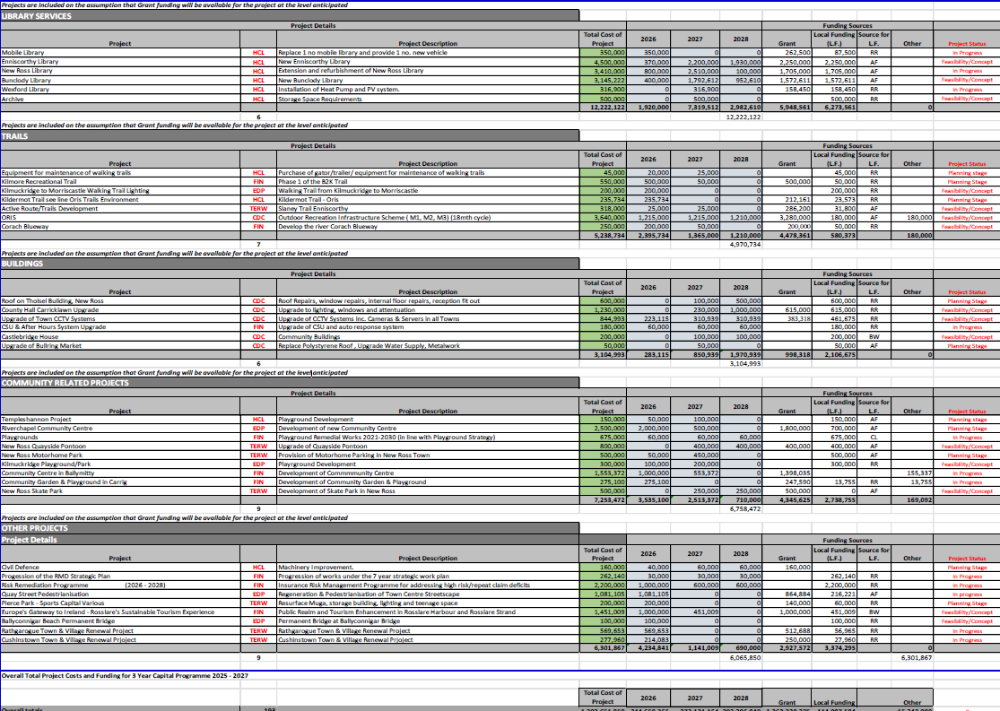 Projects are included on the assumption that Grant funding will be available for the project at the level anticipated
LIBRARY SERVICES
Project Details Funding Sources
Project Project Description Total Cost of Project 2026 2027 2028 Grant Local Funding (L.F.) Source for L.F. Other Project Status
Mobile Library HCL Replace 1 no mobile library and provide 1 no. new vehicle 350,000 350,000 0 0 262,500 87,500 RR In Progress
Enniscorthy Library HCL New Enniscorthy Library 4,500,000 370,000 2,200,000 1,930,000 2,250,000 2,250,000 AF Feasibility/Concept
New Ross Library HCL Extension and refurbishment of New Ross Library 3,410,000 800,000 2,510,000 100,000 1,705,000 1,705,000 AF In Progress
Bunclody Library HCL New Bunclody Library 3,145,222 400,000 1,792,612 952,610 1,572,611 1,572,611 AF Feasibility/Concept
Wexford Library HCL Installation of Heat Pump and PV system. 316,900 0 316,900 0 158,450 158,450 RR In Progress
Archive HCL Storage Space Requirements 500,000 0 500,000 0 500,000 RR Feasibility/Concept
12,222,122 1,920,000 7,319,512 2,982,610 5,948,561 6,273,561 0
6 12,222,122
Projects are included on the assumption that Grant funding will be available for the project at the level anticipated
TRAILS
Project Details Funding Sources
Project Project Description Total Cost of Project 2026 2027 2028 Grant Local Funding (L.F.) Source for L.F. Other Project Status
Equipment for maintenance of walking trails HCL Purchase of gator/trailer/ equipment for maintenance of walking trails 45,000 20,000 25,000 0 45,000 RR Planning stage
Kilmore Recreational Trail FIN Phase 1 of the B2K Trail 550,000 500,000 50,000 0 500,000 50,000 RR Planning Stage
Kilmuckridge to Morriscastle Walking Trail Lighting EDP Walking Trail from Kilmuckridge to Morriscastle 200,000 200,000 0 0 200,000 RR Feasibility/Concept
Kildermot Trail see line Oris Trails Environment HCL Kildermot Trail - Oris 235,734 235,734 0 0 212,161 23,573 RR Planning stage
Active Route/Trails Development TERW Slaney Trail Enniscorthy 318,000 25,000 25,000 0 286,200 31,800 AF Feasibility/Concept
ORIS CDC Outdoor Recreation Infrastructure Scheme ( M1, M2, M3) (18mth cycle) 3,640,000 1,215,000 1,215,000 1,210,000 3,280,000 180,000 AF 180,000 Feasibility/Concept
Corach Blueway FIN Develop the river Corach Blueway 250,000 200,000 50,000 0 200,000 50,000 RR Feasibility/Concept
5,238,734 2,395,734 1,365,000 1,210,000 4,478,361 580,373 180,000
7 4,970,734
Projects are included on the assumption that Grant funding will be available for the project at the level anticipated
BUILDINGS
Project Details Funding Sources
Project Project Description Total Cost of Project 2026 2027 2028 Grant Local Funding (L.F.) Source for L.F. Other Project Status
Roof on Tholsel Building, New Ross CDC Roof Repairs, window repairs, internal floor repairs, reception fit out 600,000 0 100,000 500,000 600,000 RR Feasibility/Concept
County Hall Carricklawn Upgrade CDC Upgrade to lighting, windows and attentuation 1,230,000 0 230,000 1,000,000 615,000 615,000 RR Feasibility/Concept
Upgrade of Town CCTV Systems CDC Upgrade of CCTV Systems inc. Cameras & Servers in all Towns 844,993 223,115 310,939 310,939 383,318 461,675 RR Feasibility/Concept
CSU & After Hours System Upgrade FIN Upgrade of CSU and auto response system 180,000 60,000 60,000 60,000 180,000 RR In Progress
Castlebridge House CDC Community Buildings 200,000 0 100,000 100,000 200,000 BW Feasibility/Concept
Upgrade of Bullring Market CDC Replace Polystyrene Roof , Upgrade Water Supply, Metalwork 50,000 0 50,000 0 50,000 AF Planning Stage
3,104,993 283,115 850,939 1,970,939 998,318 2,106,675 0
6 3,104,993
Projects are included on the assumption that Grant funding will be available for the project at the level anticipated
COMMUNITY RELATED PROJECTS
Project Details Funding Sources
Project Project Description Total Cost of Project 2026 2027 2028 Grant Local Funding (L.F.) Source for L.F. Other Project Status
Templeshannon Project HCL Playground Development 150,000 50,000 100,000 0 150,000 AF Planning stage
Riverchapel Community Centre EDP Development of new Community Centre 2,500,000 2,000,000 500,000 0 1,800,000 700,000 AF Feasibility/Concept
Playgrounds FIN Playground Remedial Works 2021-2030 (in line with Playground Strategy) 675,000 60,000 60,000 60,000 675,000 CL In Progress
New Ross Quayside Pontoon TERW Upgrade of Quayside Pontoon 800,000 0 400,000 400,000 400,000 400,000 AF Planning Stage
New Ross Motorhome Park TERW Provision of Motorhome Parking in New Ross Town 500,000 50,000 450,000 0 500,000 AF Feasibility/Concept
Kilmuckridge Playground/Park EDP Playrground Development 300,000 100,000 200,000 0 300,000 RR Feasibility/Concept
Community Centre in Ballymitty FIN Development of Commmmunity Centre 1,553,372 1,000,000 553,372 0 1,398,035 155,337 In Progress
Community Garden & Playground in Carrig FIN Development of Community Garden & Playground 275,100 275,100 0 0 247,590 13,755 RR 13,755 In Progress
New Ross Skate Park TERW Development of Skate Park in New Ross 500,000 0 250,000 250,000 500,000 0 AF Feasibility/Concept
7,253,472 3,535,100 2,513,372 710,000 4,345,625 2,738,755 169,092
9 6,758,472
Projects are included on the assumption that Grant funding will be available for the project at the level anticipated
OTHER PROJECTS
Project Details Funding Sources
Project Project Description Total Cost of Project 2026 2027 2028 Grant Local Funding (L.F.) Source for L.F. Other Project Status
Civil Defence HCL Machinery Improvement. 160,000 40,000 60,000 60,000 160,000 Planning Stage
Progession of the RMD Strategic Plan FIN Progression of works under the 7 year strategic work plan 262,140 30,000 30,000 30,000 262,140 RR In Progress
Risk Remediation Programme (2026 - 2028) FIN Insurance Risk Management Programme for addressing high risk/repeat claim deficits 2,200,000 1,000,000 600,000 600,000 2,200,000 RR In Progress
Quay Street Pedestrianisation EDP Regeneration & Pedestrianisation of Town Centre Streetscape 1,081,105 1,081,105 0 0 864,884 216,221 AF In Progress
Pierce Park - Sports Capital Various TERW Resurface Muga, storage building, lighting and teenage space 200,000 200,000 0 0 140,000 60,000 RR Planning Stage
Europe's Gateway to Ireland - Rosslare's Sustainable Tourism Experience FIN Public Realm and Tourism Enhancement in Rosslare Harbour and Rosslare Strand 1,451,009 1,000,000 451,009 0 1,000,000 451,009 BW Feasibility/Concept
Ballyconnigar Beach Permanent Bridge EDP Permanent Bridge at Ballyconnigar Bridge 100,000 100,000 0 0 100,000 RR In Progress
Rathgarogue Town & Village Renewal Project TERW Rathgarogue Town & Village Renewal Prjoject 569,653 569,653 0 0 512,688 56,965 RR In Progress
Cushinstown Town & Village Renewal PRjoject TERW Cushinstown Town & Village Renewal Prjoject 277,960 214,083 0 0 250,000 27,960 RR In Progress
6,301,867 4,234,841 1,141,009 690,000 2,927,572 3,374,295 0
9 6,065,850 6,301,867
Overall Total Project Costs and Funding for 3 Year Capital Programme 2025 - 2027
Total Cost of Project 2026 2027 2028 Grant Local Funding Other
Overall totals 193